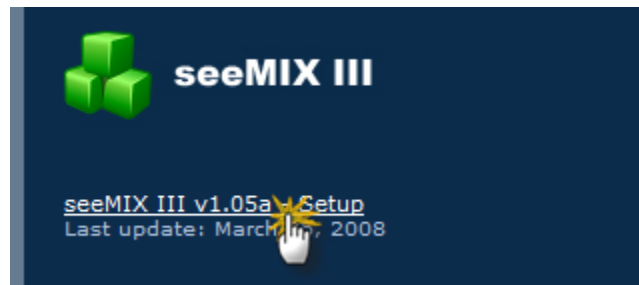 seeMIX III
seeMIX III v1.05a - Setup
Last update: March , 2008